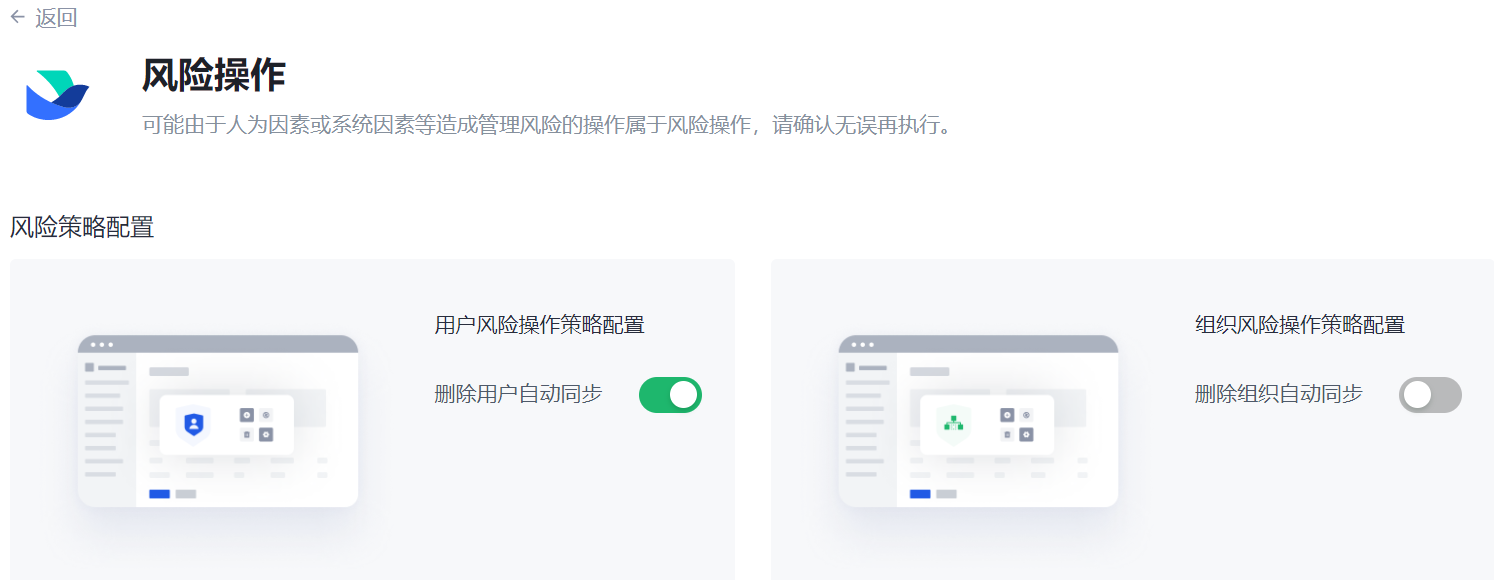 返回
风险操作
可能由于人为因素或系统因素等造成管理风险的操作属于风险操作，请确认无误再执行。
风险策略配置
用户风险操作策略配置
删除用户自动同步
组织风险操作策略配置
删除组织自动同步